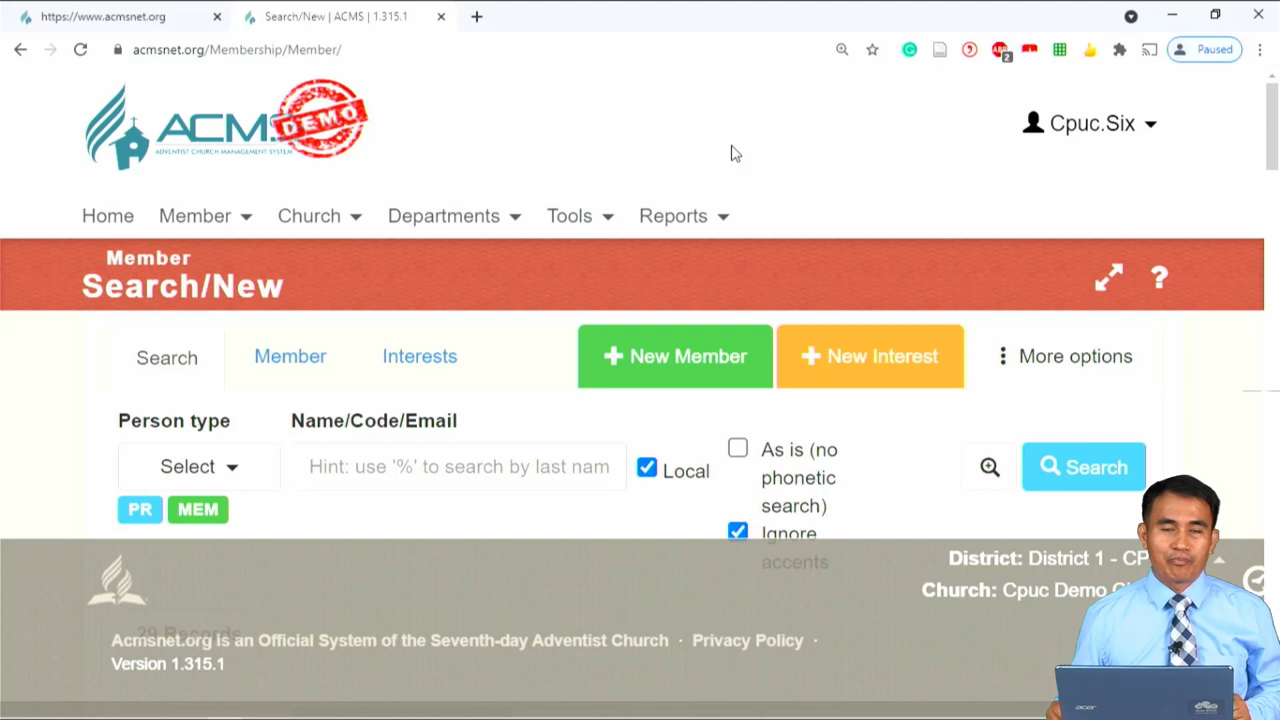 https://www.acmsnet.org
Search/New | ACMS | 1.315.1
acmsnet.org/Membership/Member/
2
Paused
ACMS
DEMO
ADVENTIST CHURCH MANAGEMENT SYSTEM
Cpuc.Six
Home Member Church Departments Tools Reports
Member
Search/New
?
Search Member Interests
New Member
New Interest
More options
Person type
Name/Code/Email
Select
Hint: use '%' to search by last nam
Local
As is (no
phonetic
search)
Search
PR MEM
Ignore
accents
District: District 1 - CP
Church: Cpuc Demo
29 Records
Acmsnet.org is an Official System of the Seventh-day Adventist Church · Privacy Policy ·
Version 1.315.1
acer